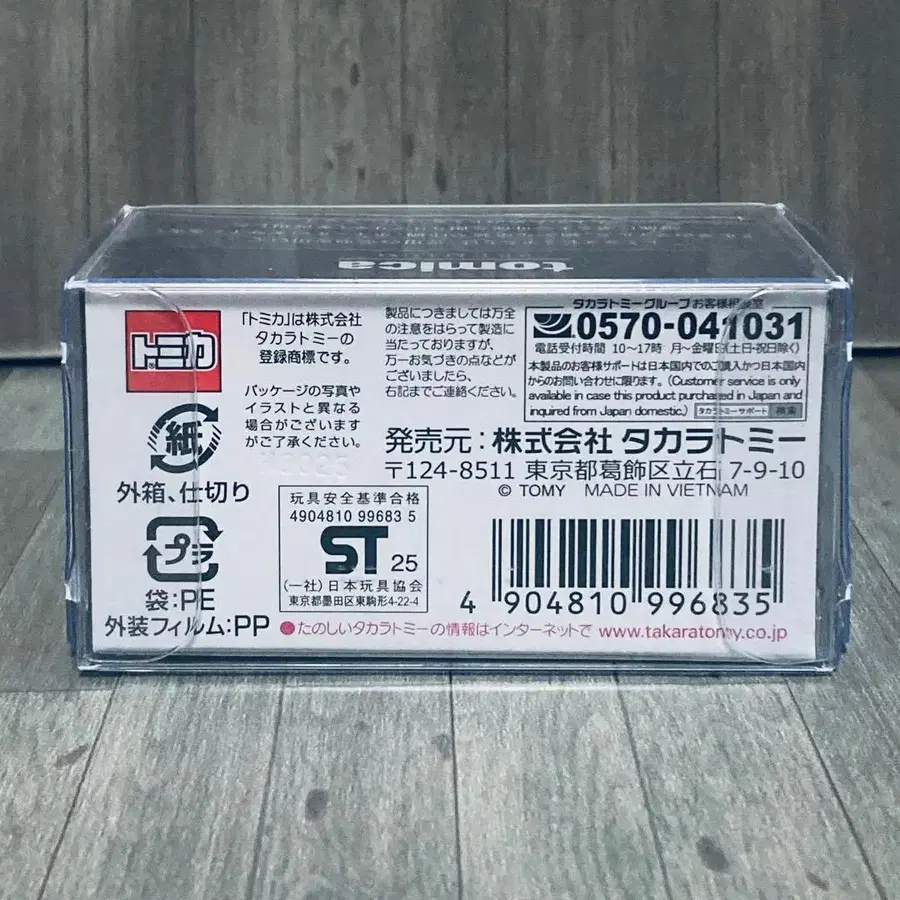 tomica
トミカ
「トミカ」は株式会社
タカラトミーの
登録商標です。
パッケージの写真や
イラストと異なる
場合がございます
がご了承ください。
製品につきましては万全
の注意をはらって製造に
当たっておりますが、
万一お気づきの点などが
ございましたら、
右記までご連絡ください。
タカラトミーグループお客様相談室
0570-041031
電話受付時間 10〜17時 月〜金曜日(土日・祝日除く)
本製品のお客様サポートは日本国内でのご購入かつ日本国内
からのお問い合わせに限ります。(Customer service is only
available in case this product purchased in Japan and
inquired from Japan domestic.) タカラトミーサポート 検索
発売元:株式会社 タカラトミー
〒124-8511 東京都葛飾区立石 7-9-10
© TOMY MADE IN VIETNAM
紙
外箱、仕切り
プラ
袋:PE
外装フィルム:PP
玩具安全基準合格
4904810 99683 5
ST 25
(一社)日本玩具協会
東京都墨田区東駒形4-22-4
4 904810 996835
●たのしいタカラトミーの情報はインターネットで www.takaratomy.co.jp